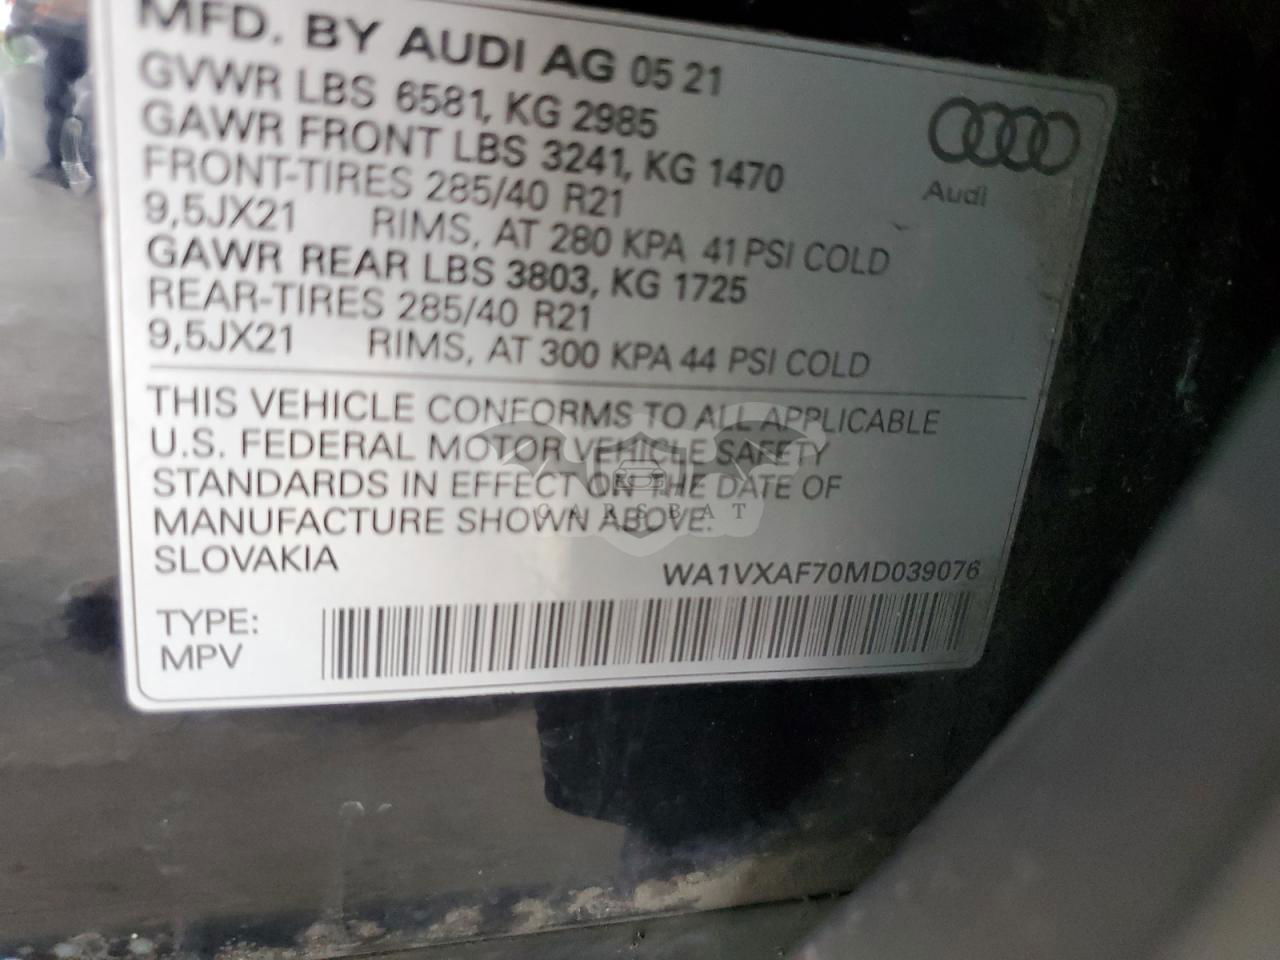 MFD. BY AUDI AG 05 21
GVWR LBS 6581, KG 2985
GAWR FRONT LBS 3241, KG 1470
FRONT-TIRES 285/40 R21
9,5JX21 RIMS, AT 280 KPA 41 PSI COLD
GAWR REAR LBS 3803, KG 1725
REAR-TIRES 285/40 R21
9,5JX21 RIMS, AT 300 KPA 44 PSI COLD
Audi
THIS VEHICLE CONFORMS TO ALL APPLICABLE
U.S. FEDERAL MOTOR VEHICLE SAFETY
STANDARDS IN EFFECT ON THE DATE OF
MANUFACTURE SHOWN ABOVE.
CARSBAT
SLOVAKIA WA1VXAF70MD039076
TYPE:
MPV